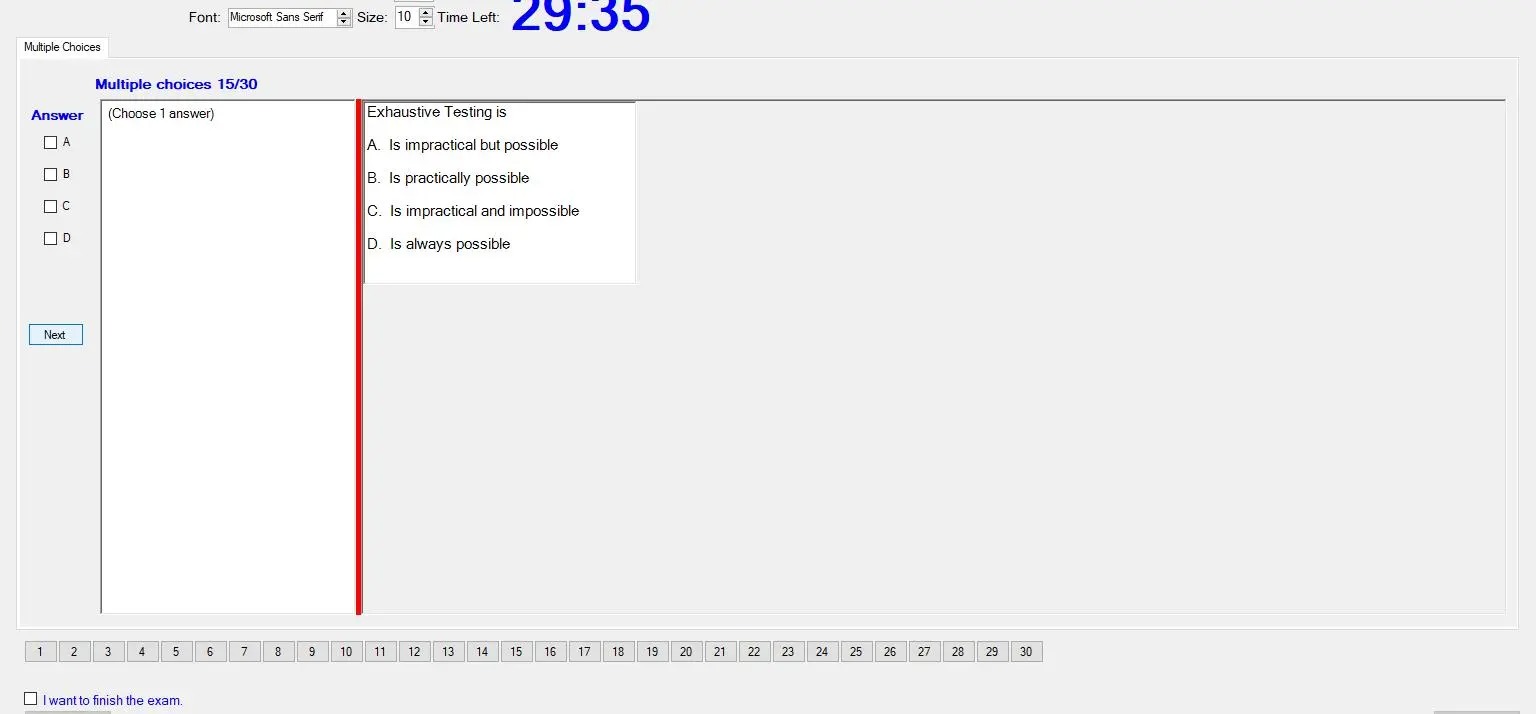 Font: Microsoft Sans Serif Size: 10 Time Left: 29:35
Multiple Choices
Multiple choices 15/30
Answer
(Choose 1 answer)
A
B
C
D
Next
Exhaustive Testing is
A. Is impractical but possible
B. Is practically possible
C. Is impractical and impossible
D. Is always possible
1 2 3 4 5 6 7 8 9 10 11 12 13 14 15 16 17 18 19 20 21 22 23 24 25 26 27 28 29 30
I want to finish the exam.